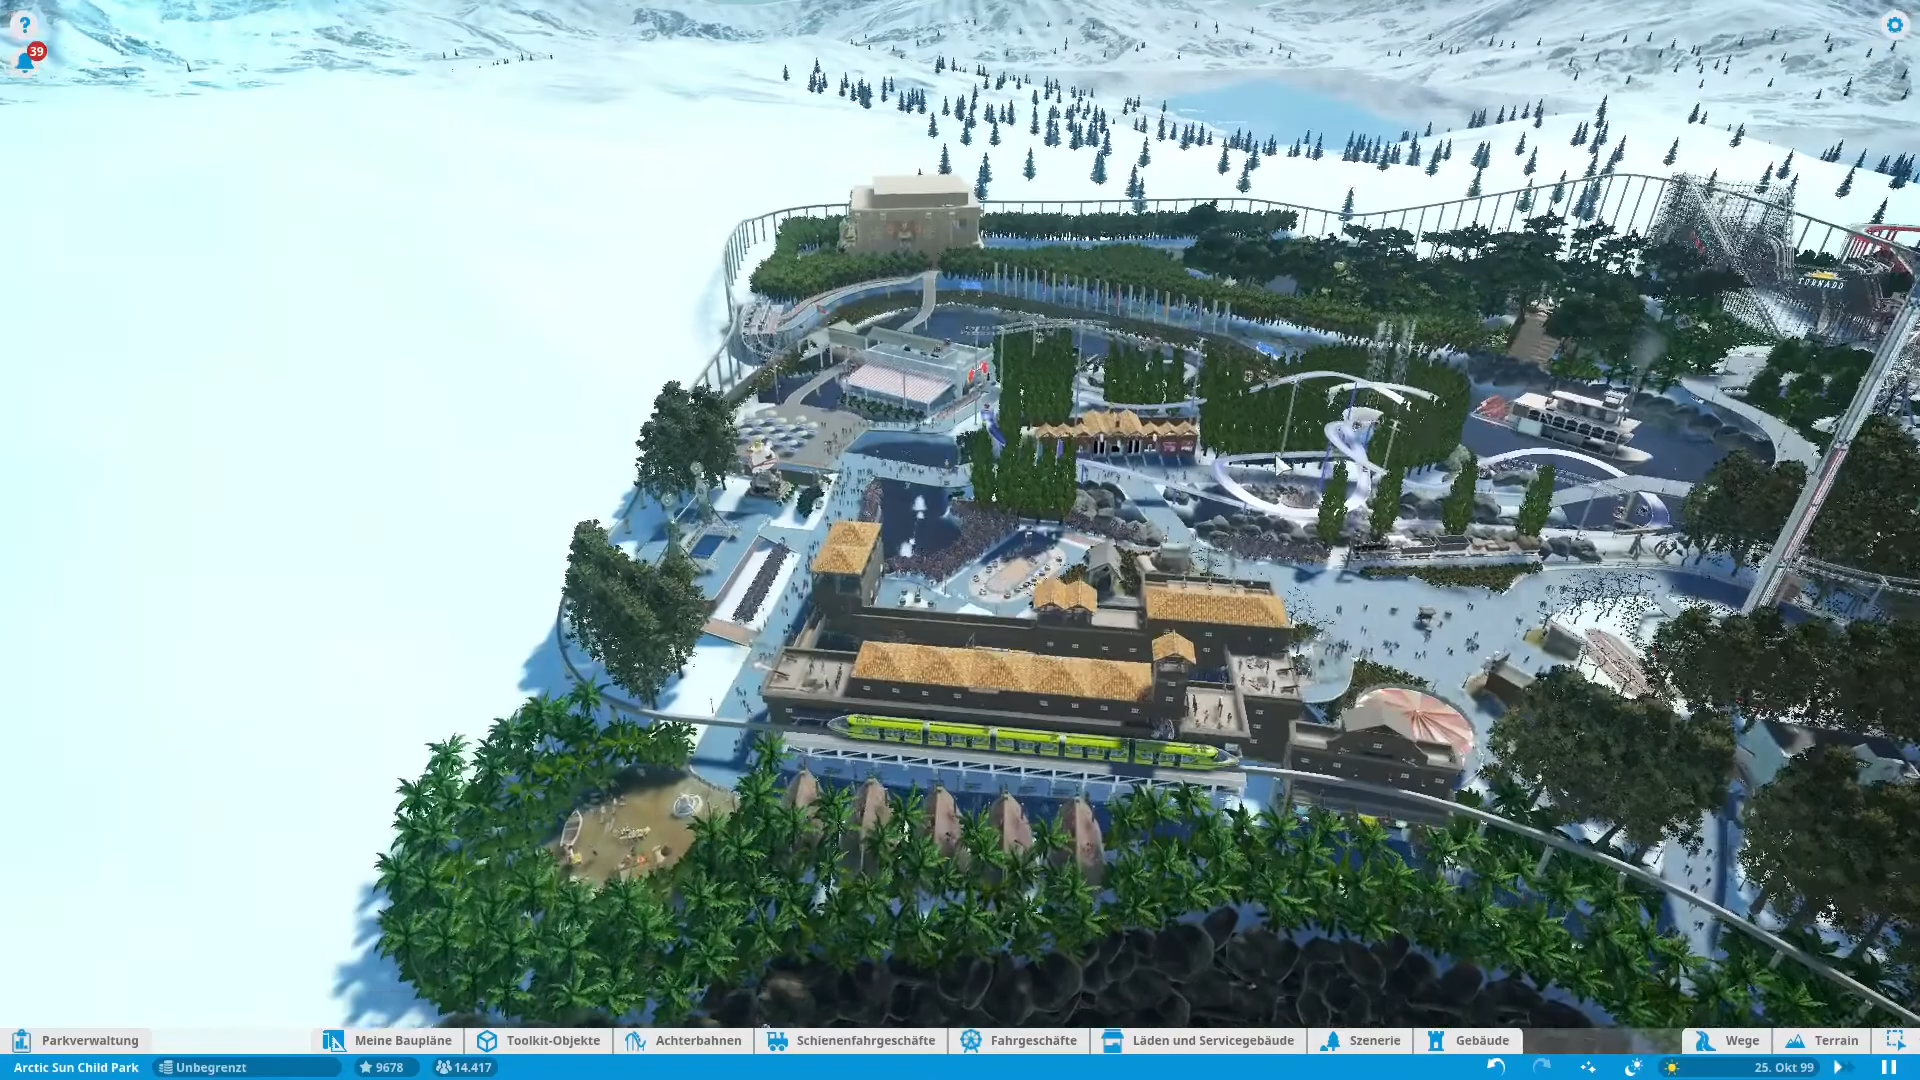 ?
39
TORNADO
Parkverwaltung
Meine Baupläne
Toolkit-Objekte
Achterbahnen
Schienenfahrgeschäfte
Fahrgeschäfte
Läden und Servicegebäude
Szenerie
Gebäude
Wege
Terrain
Arctic Sun Child Park
Unbegrenzt
9678
14.417
25. Okt 99